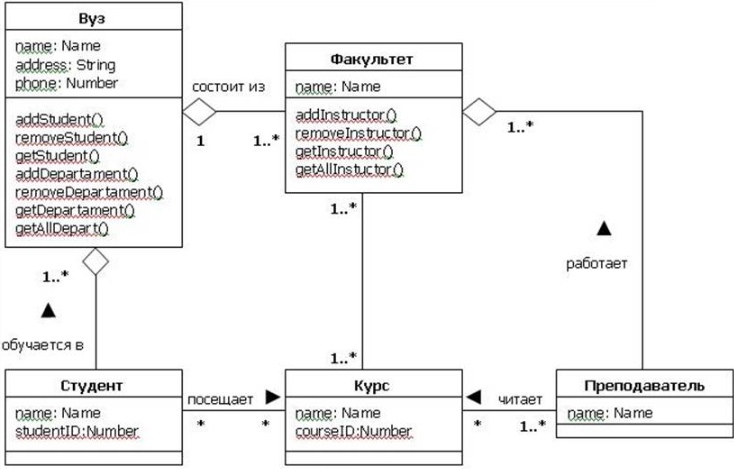 Вуз
name: Name
address: String
phone: Number
addStudent()
removeStudent()
getStudent()
addDepartament()
removeDepartament()
getDepartament()
getAllDepart()
состоит из
1
1..*
Факультет
name: Name
addInstructor()
removeInstructor()
getInstructor()
getAllInstuctor()
1..*
1..*
работает
1..*
обучается в
1..*
Студент
name: Name
studentID:Number
посещает
*
*
Курс
name: Name
courseID:Number
читает
*
1..*
Преподаватель
name: Name